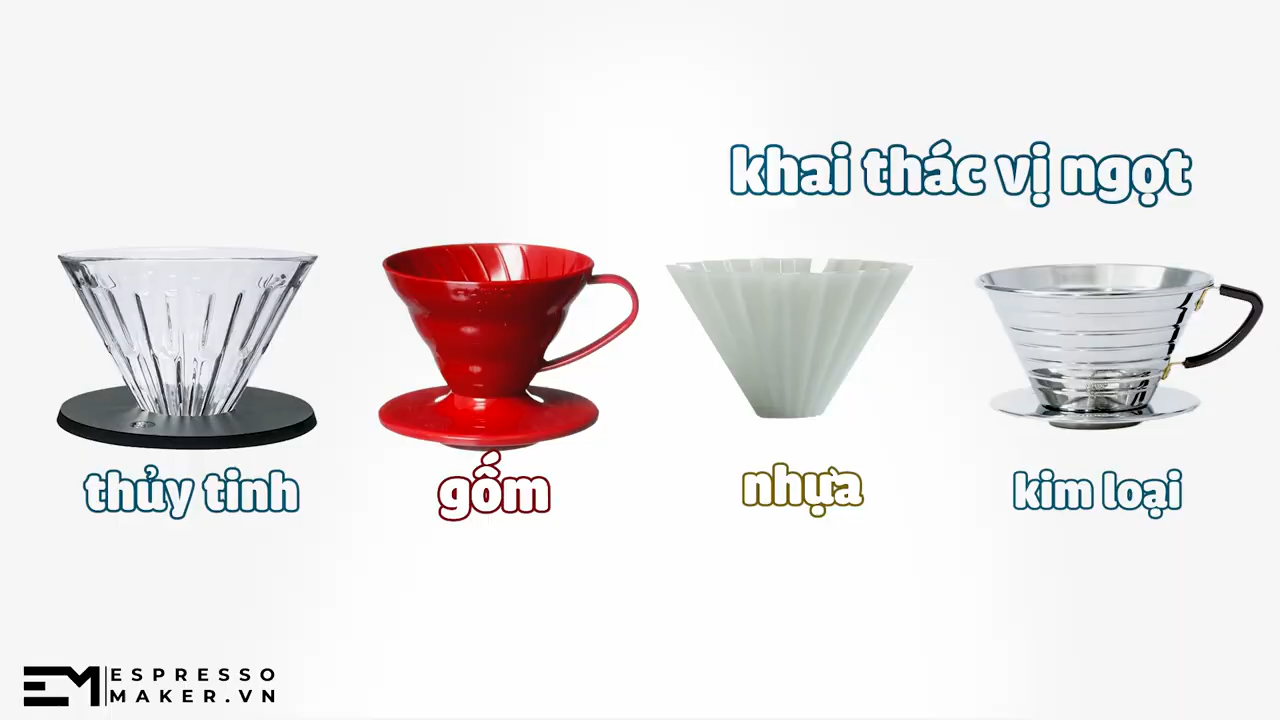 khai thác vị ngọt
thủy tinh
gốm
nhựa
kim loại
EM
ESPRESSO
MAKER.VN